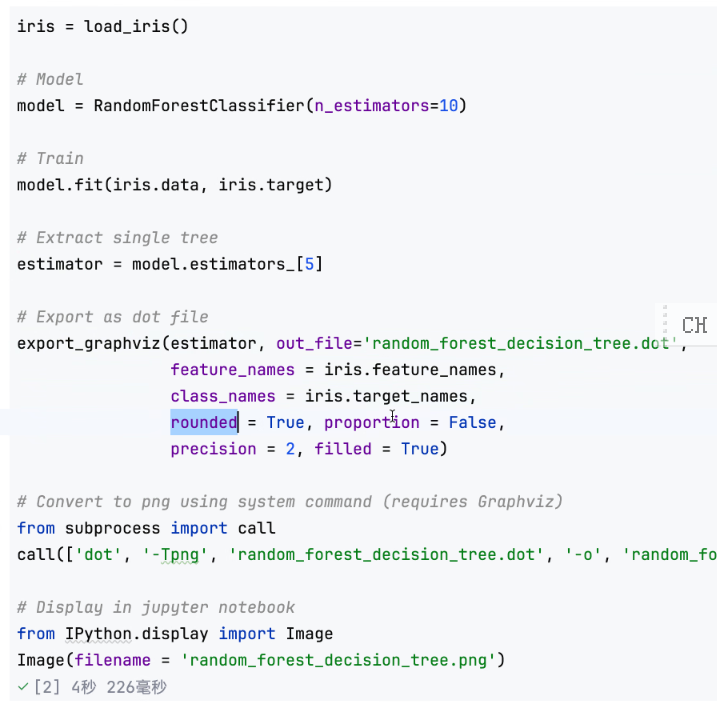 iris = load_iris()
# Model
model = RandomForestClassifier(n_estimators=10)
# Train
model.fit(iris.data, iris.target)
# Extract single tree
estimator = model.estimators_[5]
# Export as dot file
CH
export_graphviz(estimator, out_file='random_forest_decision_tree.dot',
feature_names = iris.feature_names,
class_names = iris.target_names,
rounded = True, proportion = False,
precision = 2, filled = True)
# Convert to png using system command (requires Graphviz)
from subprocess import call
call(['dot', '-Tpng', 'random_forest_decision_tree.dot', '-o', 'random_fo
# Display in jupyter notebook
from IPython.display import Image
Image(filename = 'random_forest_decision_tree.png')
✓ [2] 4秒 226毫秒